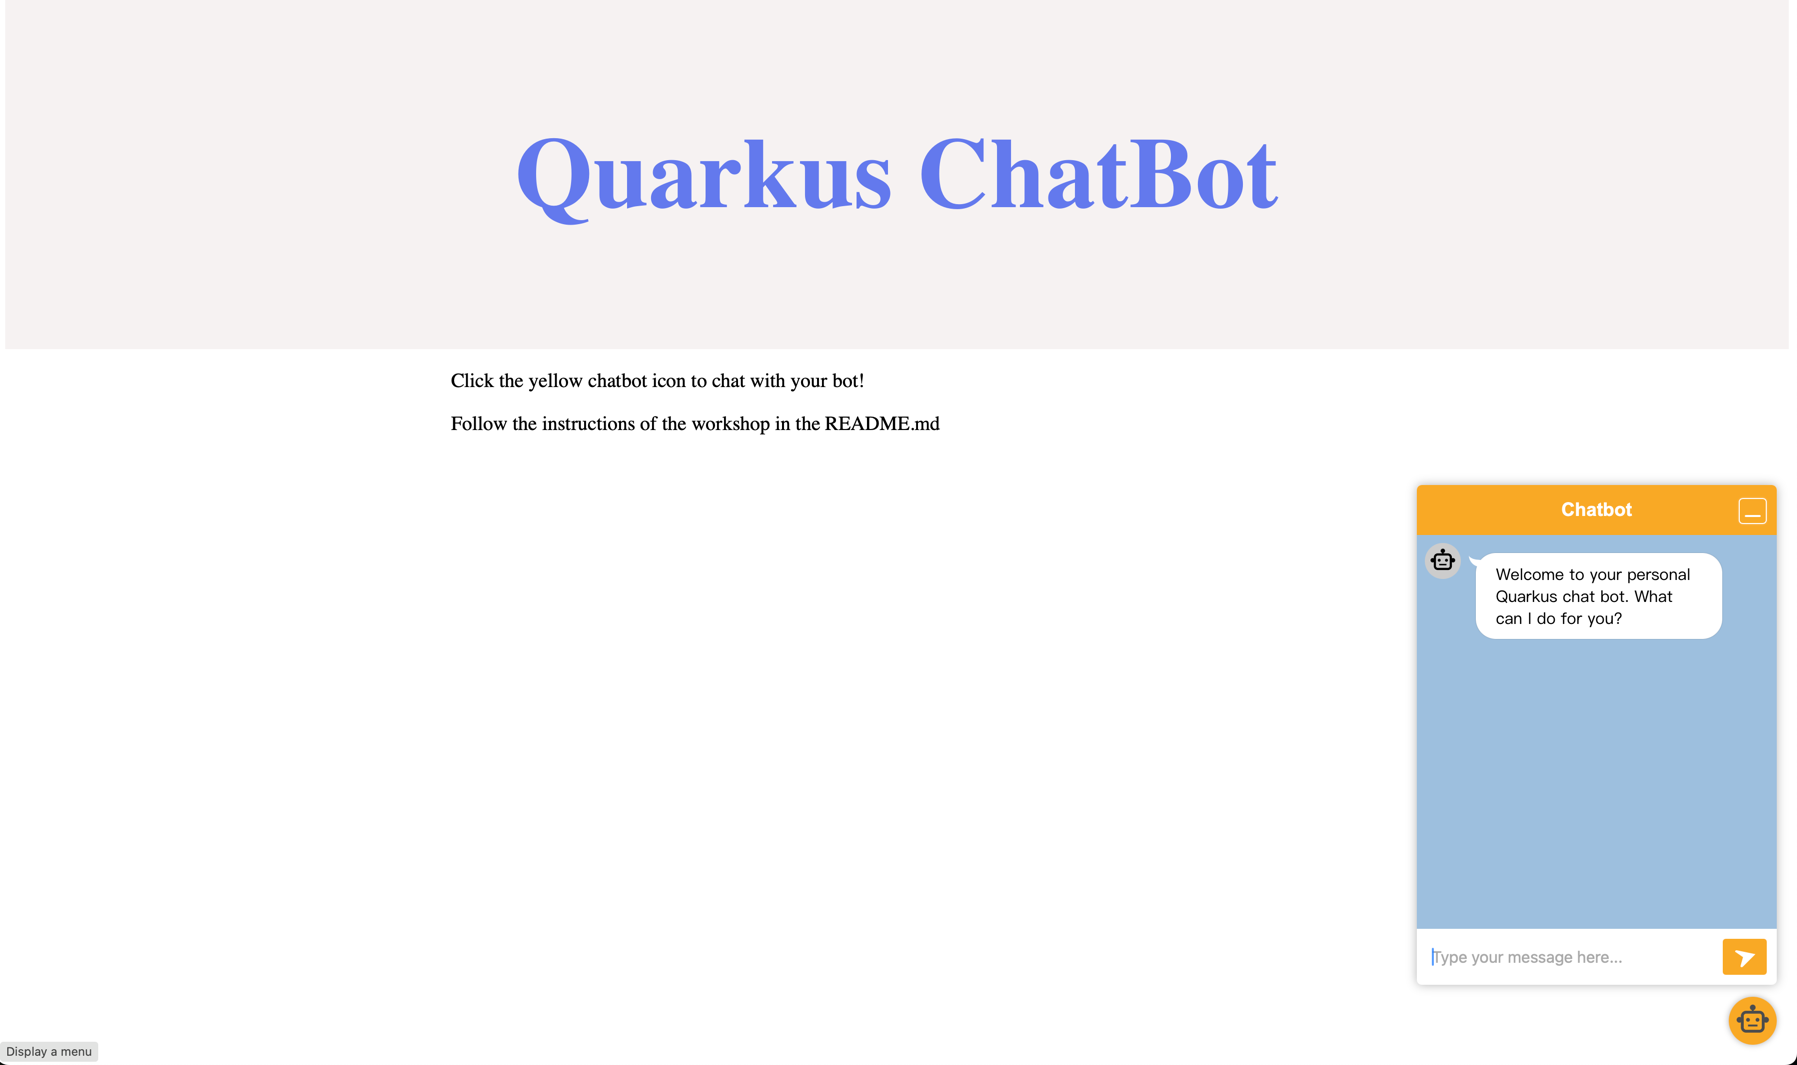 Quarkus ChatBot
Click the yellow chatbot icon to chat with your bot!
Follow the instructions of the workshop in the README.md
Chatbot
Welcome to your personal
Quarkus chat bot. What
can I do for you?
Type your message here...
Display a menu